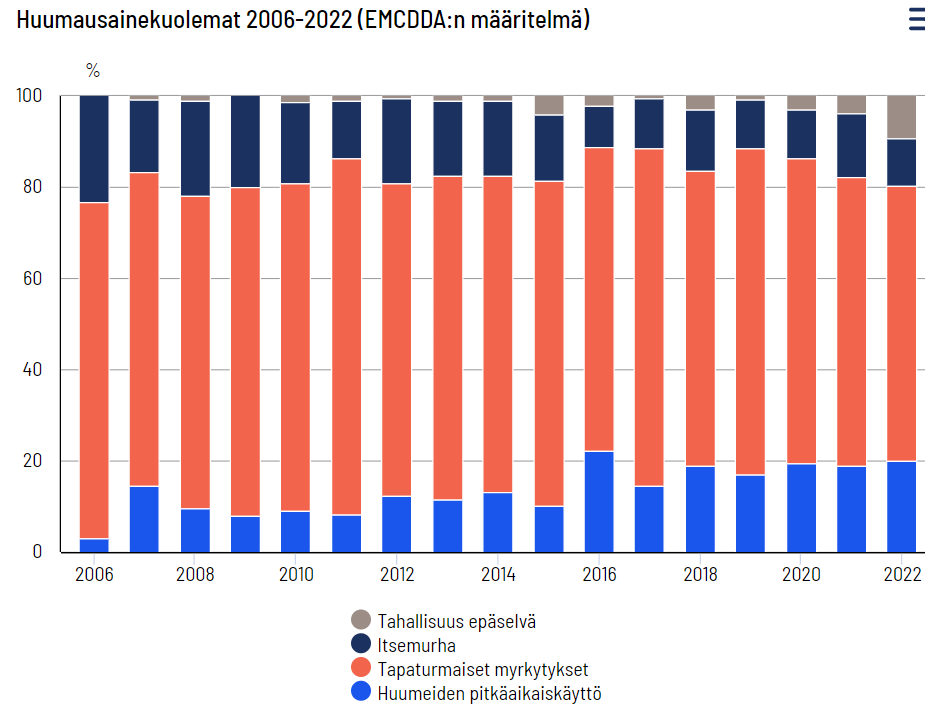 Huumausainekuolemat 2006-2022 (EMCDDA:n määritelmä)
%
100
80
60
40
20
0
2006 2008 2010 2012 2014 2016 2018 2020 2022
Tahallisuus epäselvä
Itsemurha
Tapaturmaiset myrkytykset
Huumeiden pitkäaikaiskäyttö